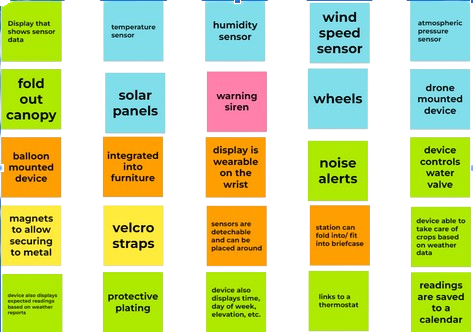 Display that
shows sensor
data
temperature
sensor
humidity
sensor
wind
speed
sensor
atmospheric
pressure
sensor
fold
out
canopy
solar
panels
warning
siren
wheels
drone
mounted
device
balloon
mounted
device
integrated
into
furniture
display is
wearable
on the
wrist
noise
alerts
device
controls
water
valve
magnets
to allow
securing
to metal
velcro
straps
sensors are
detechable
and can be
placed around
station can
fold into/ fit
into briefcase
device able to
take care of
crops based
on weather
data
device also displays
expected readings
based on weather
reports
protective
plating
device also
displays time,
day of week,
elevation, etc.
links to a
thermostat
readings
are saved
to a
calendar